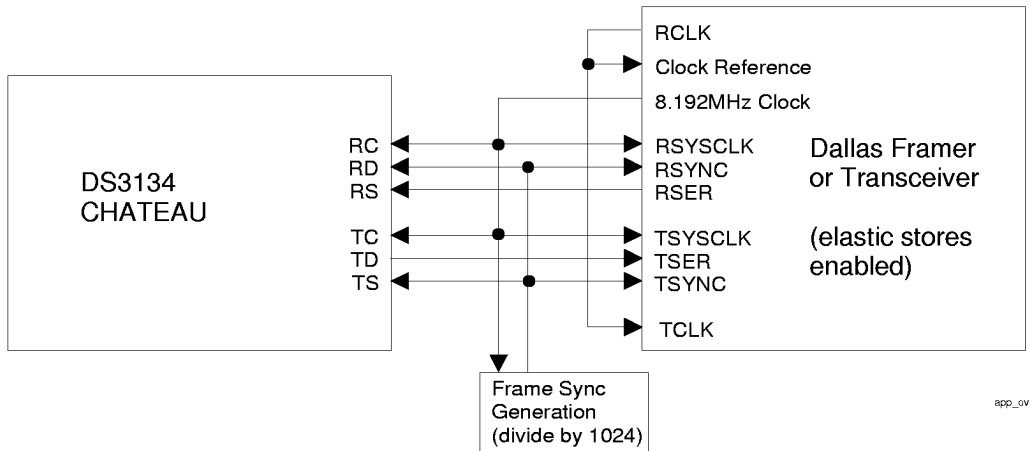 RCLK
Clock Reference
8.192MHz Clock
RC
RD
RS
TC
TD
TS
DS3134
CHATEAU
RSYSCLK
RSYNC
RSER
TSYSCLK
TSER
TSYNC
TCLK
Dallas Framer
or Transceiver
(elastic stores
enabled)
Frame Sync
Generation
(divide by 1024)
app_ov